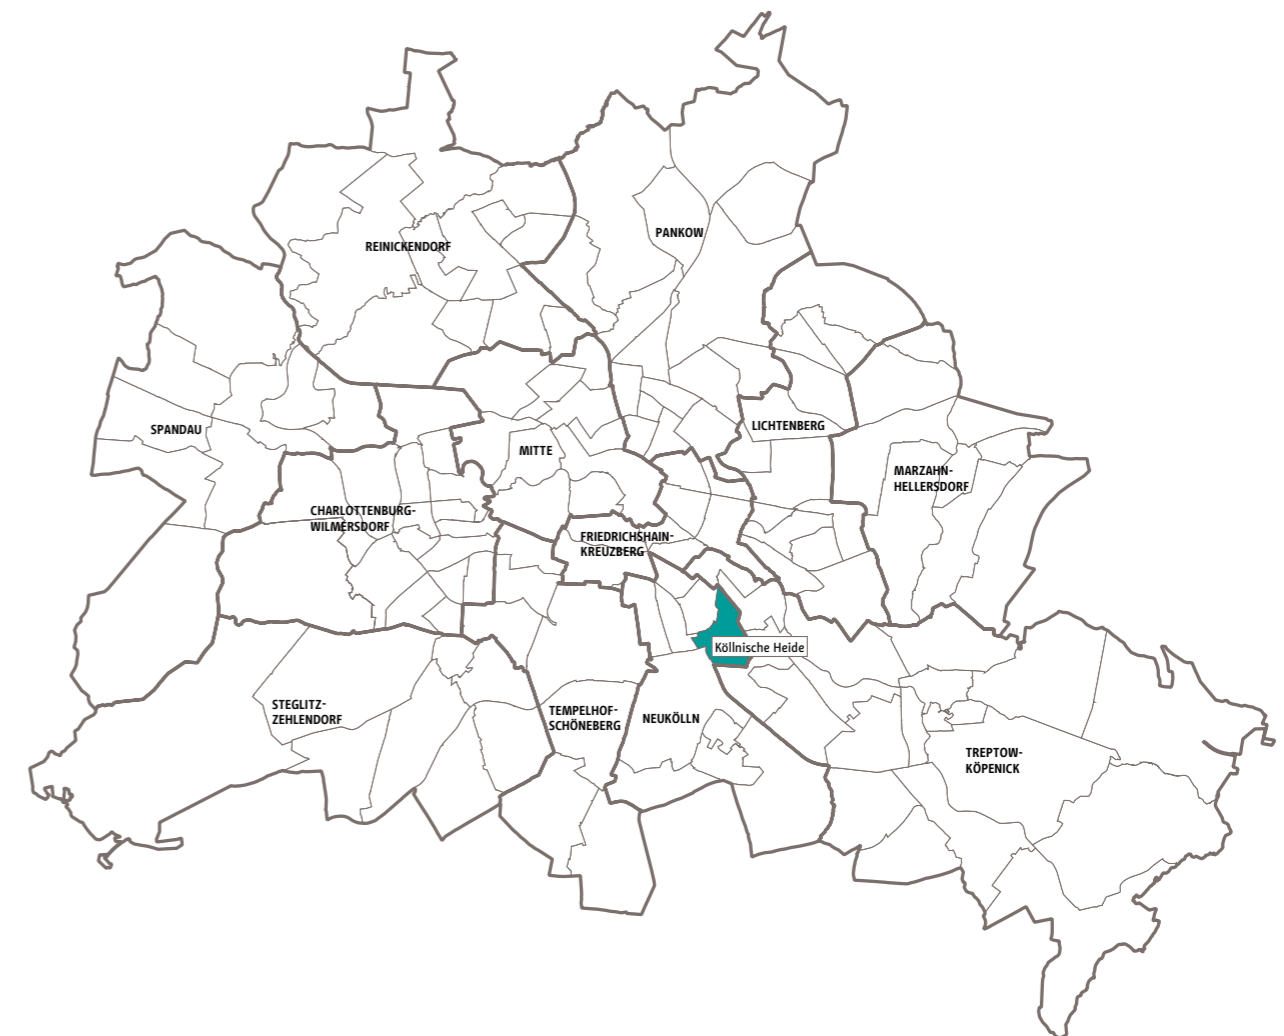 PANKOW
REINICKENDORF
SPANDAU
LICHTENBERG
MITTE
MARZAHN-
HELLERSDORF
CHARLOTTENBURG-
WILMERSDORF
FRIEDRICHSHAIN-
KREUZBERG
Köllnische Heide
STEGLITZ-
ZEHLENDORF
TEMPELHOF-
SCHÖNEBERG
NEUKÖLLN
TREPTOW-
KÖPENICK